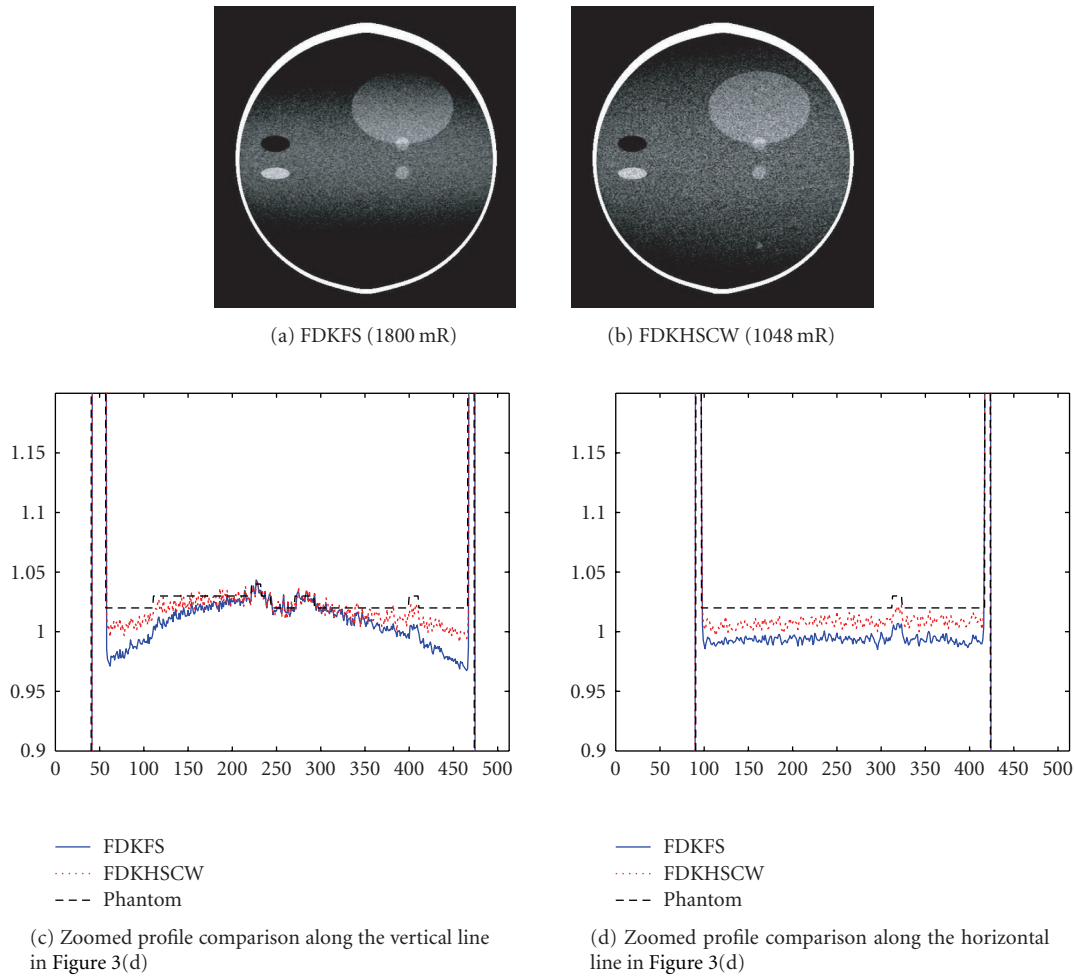 (a) FDKFS (1800 mR)
(b) FDKHSCW (1048 mR)
1.15
1.1
1.05
1
0.95
0.9
0 50 100 150 200 250 300 350 400 450 500
FDKFS
FDKHSCW
Phantom
(c) Zoomed profile comparison along the vertical line
in Figure 3(d)
1.15
1.1
1.05
1
0.95
0.9
0 50 100 150 200 250 300 350 400 450 500
FDKFS
FDKHSCW
Phantom
(d) Zoomed profile comparison along the horizontal
line in Figure 3(d)